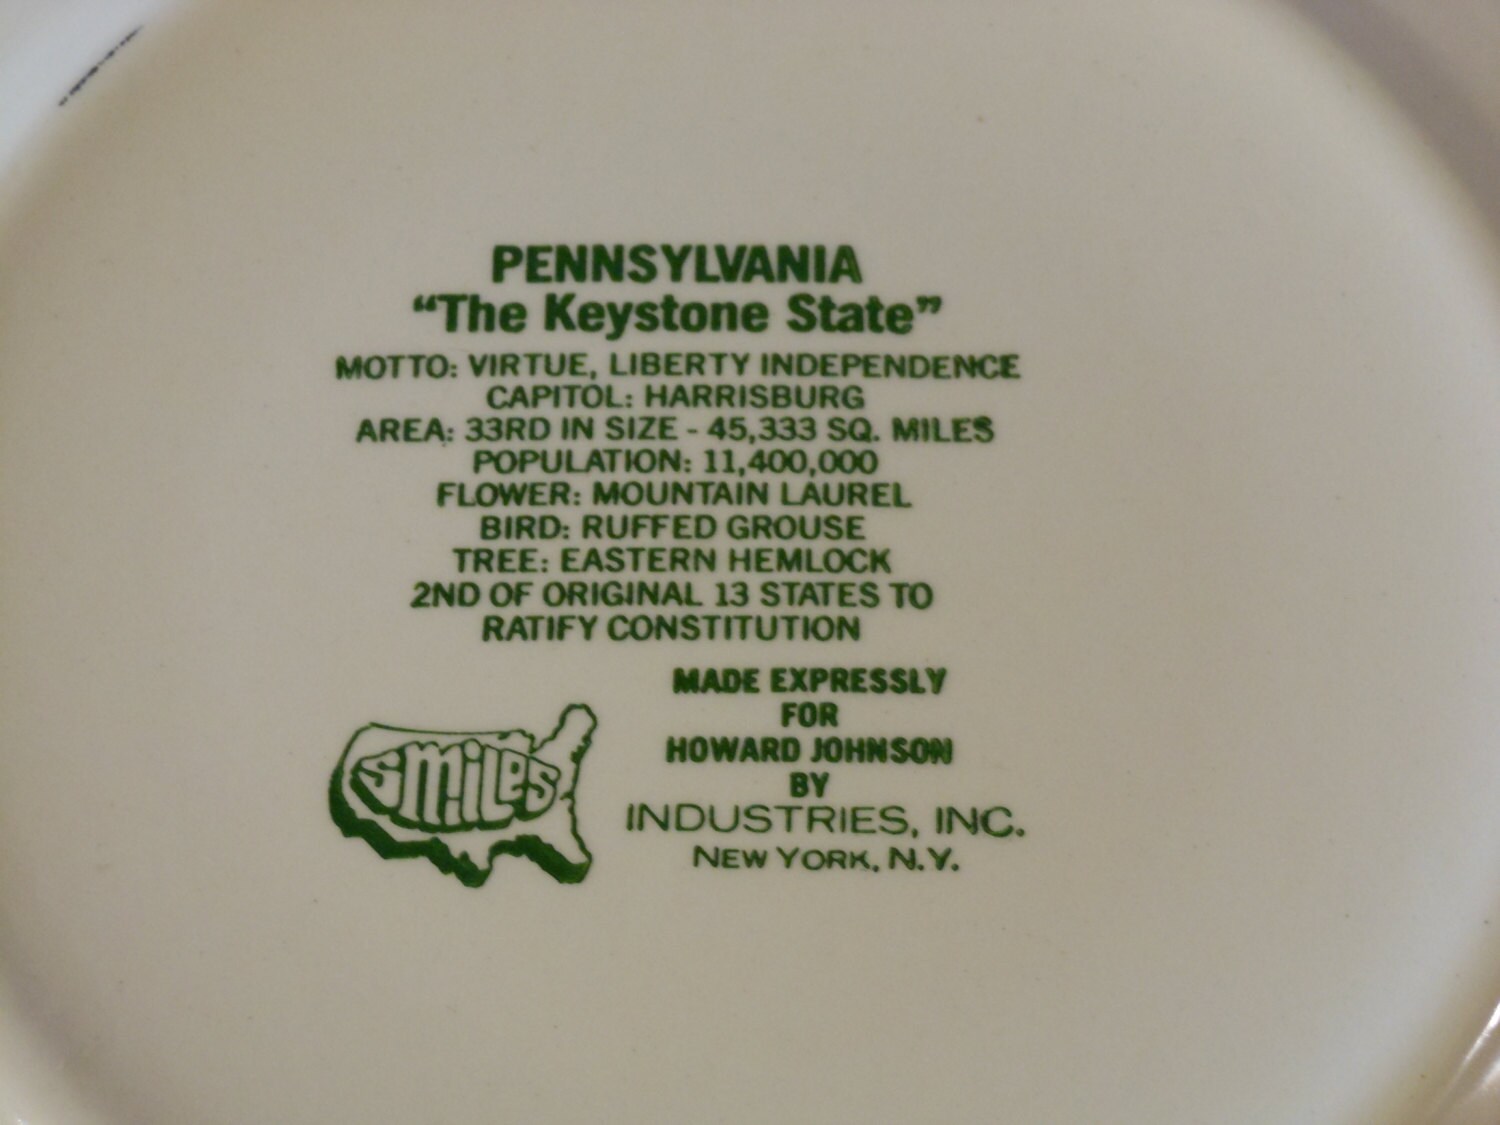 PENNSYLVANIA
“The Keystone State”
MOTTO: VIRTUE, LIBERTY INDEPENDENCE
CAPITOL: HARRISBURG
AREA: 33RD IN SIZE - 45,333 SQ. MILES
POPULATION: 11,400,000
FLOWER: MOUNTAIN LAUREL
BIRD: RUFFED GROUSE
TREE: EASTERN HEMLOCK
2ND OF ORIGINAL 13 STATES TO
RATIFY CONSTITUTION
MADE EXPRESSLY
FOR
HOWARD JOHNSON
BY
smiles
INDUSTRIES, INC.
NEW YORK, N.Y.